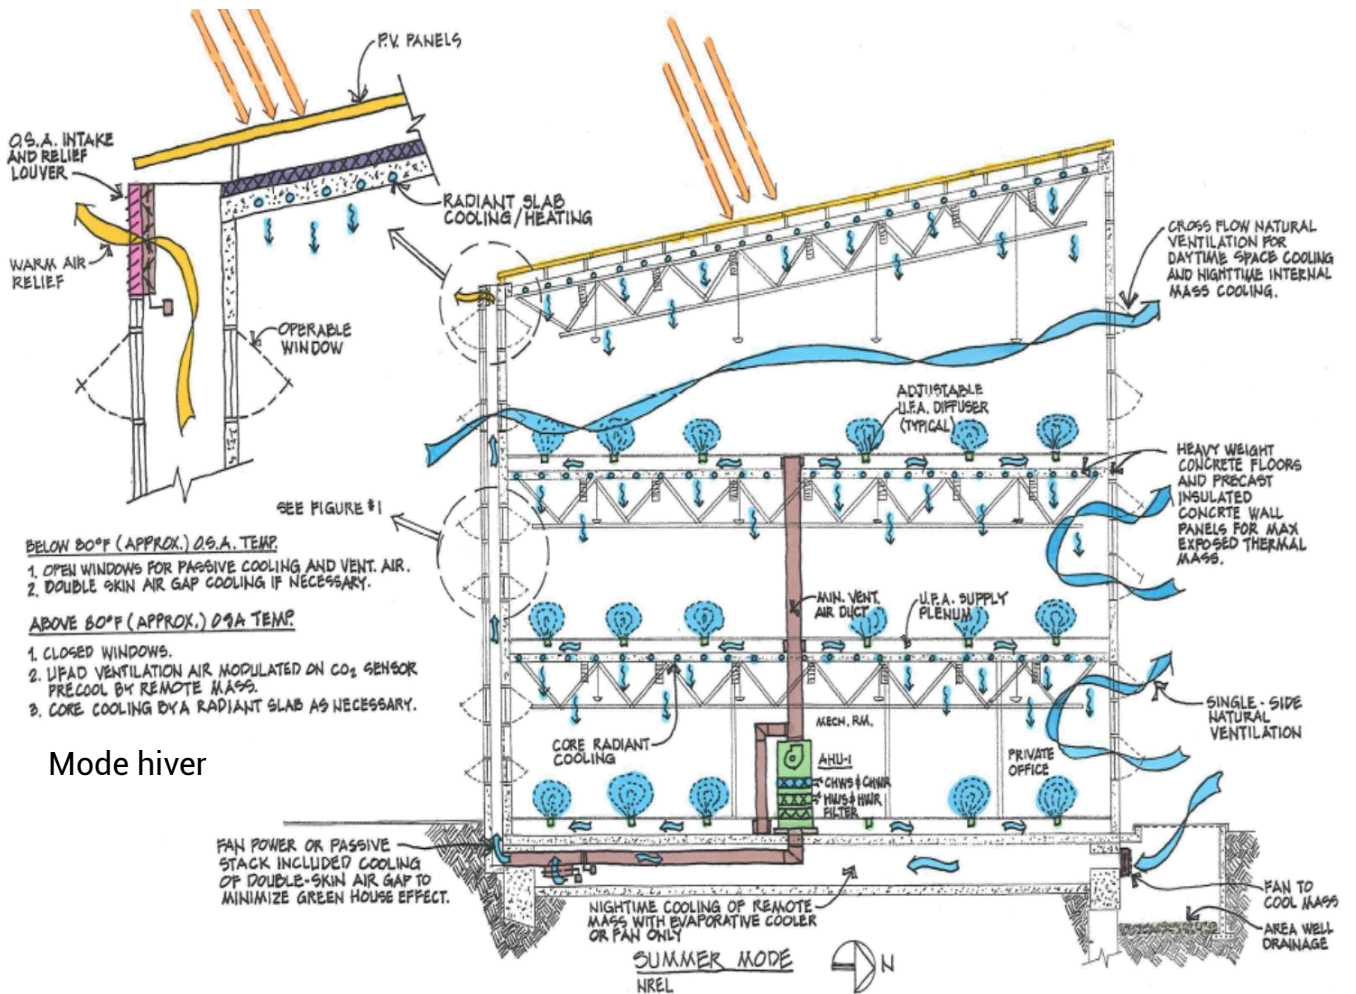 P.V. PANELS
O.S.A. INTAKE
AND RELIEF
LOUVER
RADIANT SLAB
COOLING/HEATING
WARM AIR
RELIEF
OPERABLE
WINDOW
CROSS FLOW NATURAL
VENTILATION FOR
DAYTIME SPACE COOLING
AND NIGHTTIME INTERNAL
MASS COOLING.
ADJUSTABLE
U.F.A. DIFFUSER
(TYPICAL)
HEAVY WEIGHT
CONCRETE FLOORS
AND PRECAST
INSULATED
CONCRTE WALL
PANELS FOR MAX
EXPOSED THERMAL
MASS.
SEE FIGURE #1
BELOW 80°F (APPROX.) O.S.A. TEMP.
1. OPEN WINDOWS FOR PASSIVE COOLING AND VENT. AIR.
2. DOUBLE SKIN AIR GAP COOLING IF NECESSARY.
ABOVE 80°F (APPROX.) OSA TEMP.
1. CLOSED WINDOWS.
2. UFAD VENTILATION AIR MODULATED ON CO2 SENSOR
PRECOOL BY REMOTE MASS.
3. CORE COOLING BY A RADIANT SLAB AS NECESSARY.
MIN. VENT.
AIR DUCT
U.F.A. SUPPLY
PLENUM
Mode hiver
CORE RADIANT
COOLING
MECH. RM.
AHU-1
CHWS & CHWR
HWS & HWR
FILTER
PRIVATE
OFFICE
SINGLE-SIDE
NATURAL
VENTILATION
FAN POWER OR PASSIVE
STACK INCLUDED COOLING
OF DOUBLE-SKIN AIR GAP TO
MINIMIZE GREEN HOUSE EFFECT.
NIGHTIME COOLING OF REMOTE
MASS WITH EVAPORATIVE COOLER
OR FAN ONLY
FAN TO
COOL MASS
AREA WELL
DRAINAGE
SUMMER MODE
NREL
N